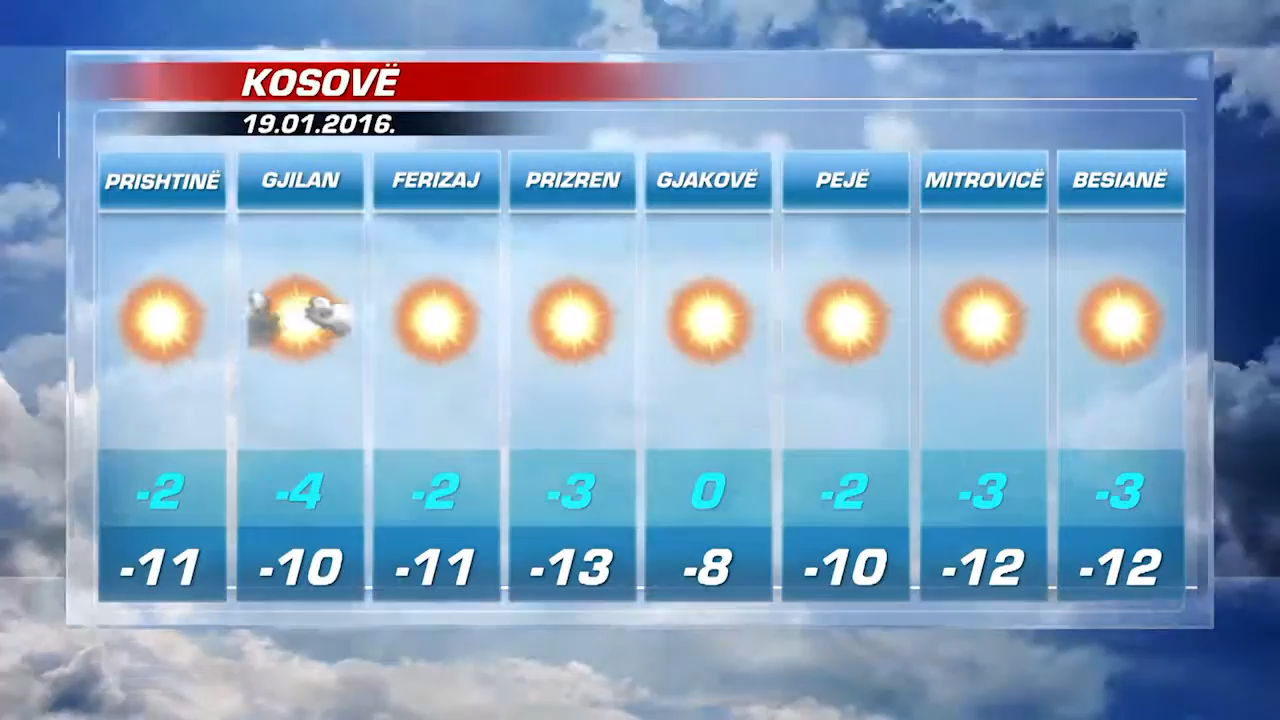 KOSOVË
19.01.2016.
PRISHTINË GJILAN FERIZAJ PRIZREN GJAKOVË PEJË MITROVICË BESIANË
-2 -4 -2 -3 0 -2 -3 -3
-11 -10 -11 -13 -8 -10 -12 -12